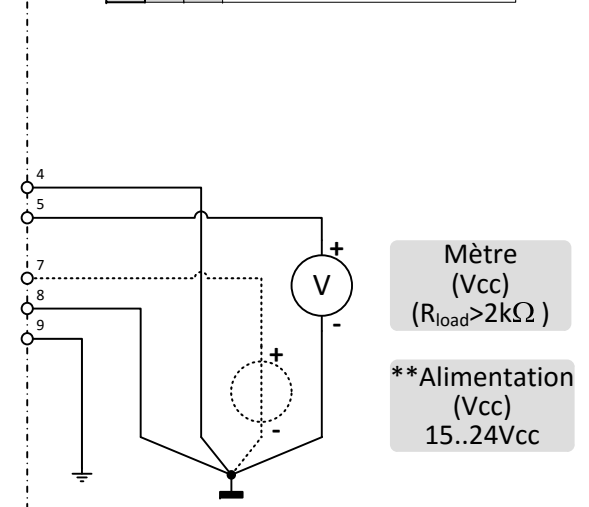 4
5
7
8
9
+
V
-
+
-
Mètre
(Vcc)
(Rload>2kΩ )
**Alimentation
(Vcc)
15..24Vcc